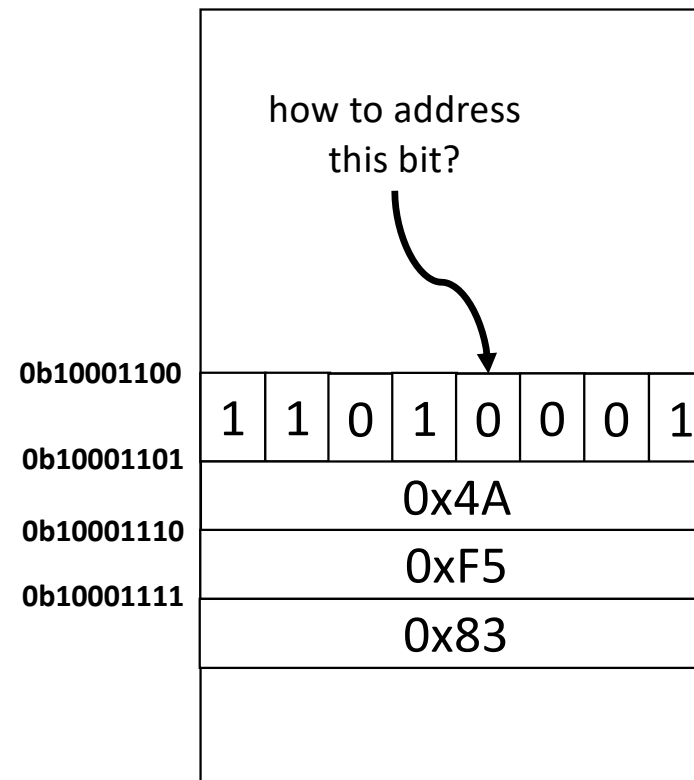 how to address
this bit?
0b10001100
1 1 0 1 0 0 0 1
0b10001101
0x4A
0b10001110
0xF5
0b10001111
0x83